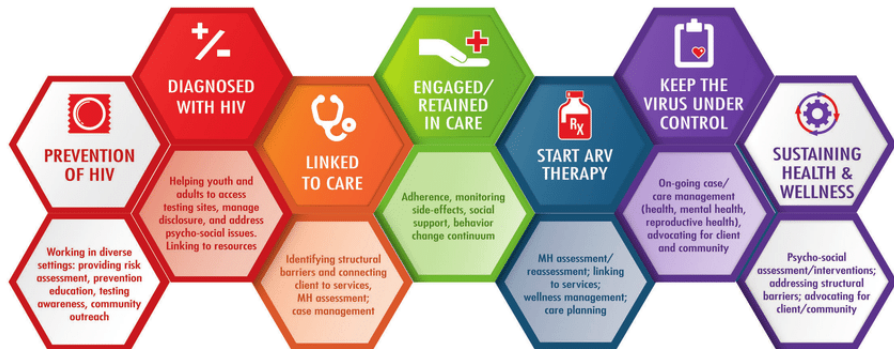 PREVENTION
OF HIV
Working in diverse
settings: providing risk
assessment, prevention
education, testing
awareness, community
outreach
+/-
DIAGNOSED
WITH HIV
Helping youth and
adults to access
testing sites, manage
disclosure, and address
psycho-social issues.
Linking to resources
LINKED
TO CARE
Identifying structural
barriers and connecting
client to services,
MH assessment;
case management
ENGAGED/
RETAINED
IN CARE
Adherence, monitoring
side-effects, social
support, behavior
change continuum
Rx
START ARV
THERAPY
MH assessment/
reassessment; linking
to services;
wellness management;
care planning
KEEP THE
VIRUS UNDER
CONTROL
On-going case/
care management
(health, mental health,
reproductive health),
advocating for client
and community
SUSTAINING
HEALTH &
WELLNESS
Psycho-social
assessment/interventions;
addressing structural
barriers; advocating for
client/community